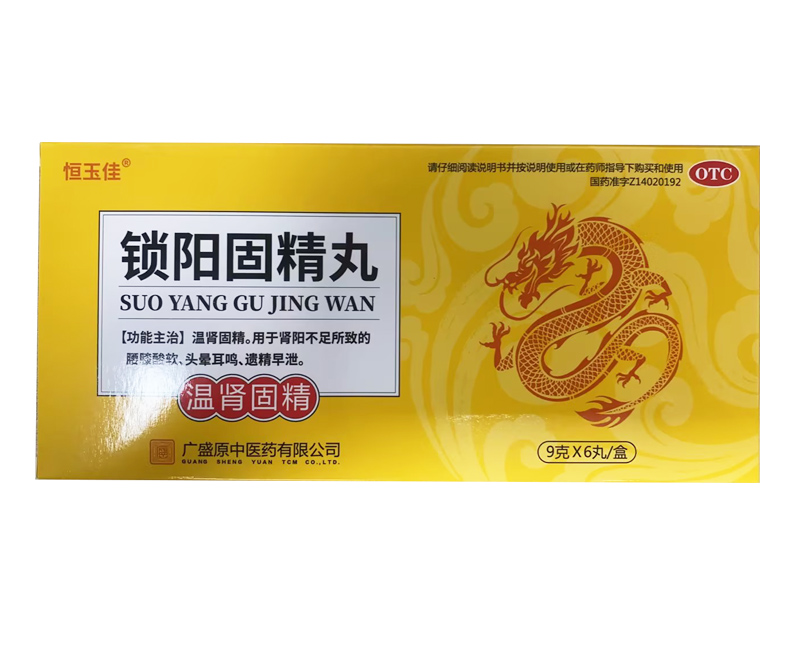 恒玉佳®
请仔细阅读说明书并按说明使用或在药师指导下购买和使用
国药准字Z14020192
OTC
锁阳固精丸
SUO YANG GU JING WAN
【功能主治】温肾固精。用于肾阳不足所致的
腰膝酸软、头晕耳鸣、遗精早泄。
温肾固精
广盛原中医药有限公司
GUANG SHENG YUAN TCM CO.,LTD.
9克X6丸/盒